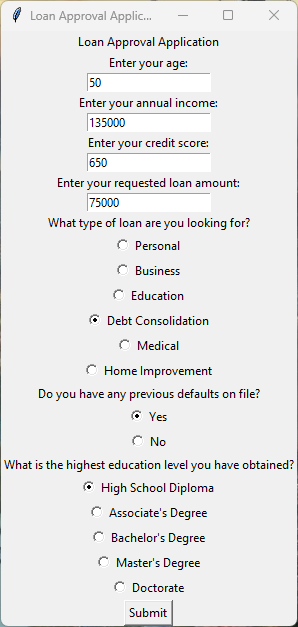 Loan Approval Applic...
Loan Approval Application
Enter your age:
50
Enter your annual income:
135000
Enter your credit score:
650
Enter your requested loan amount:
75000
What type of loan are you looking for?
Personal
Business
Education
Debt Consolidation
Medical
Home Improvement
Do you have any previous defaults on file?
Yes
No
What is the highest education level you have obtained?
High School Diploma
Associate's Degree
Bachelor's Degree
Master's Degree
Doctorate
Submit